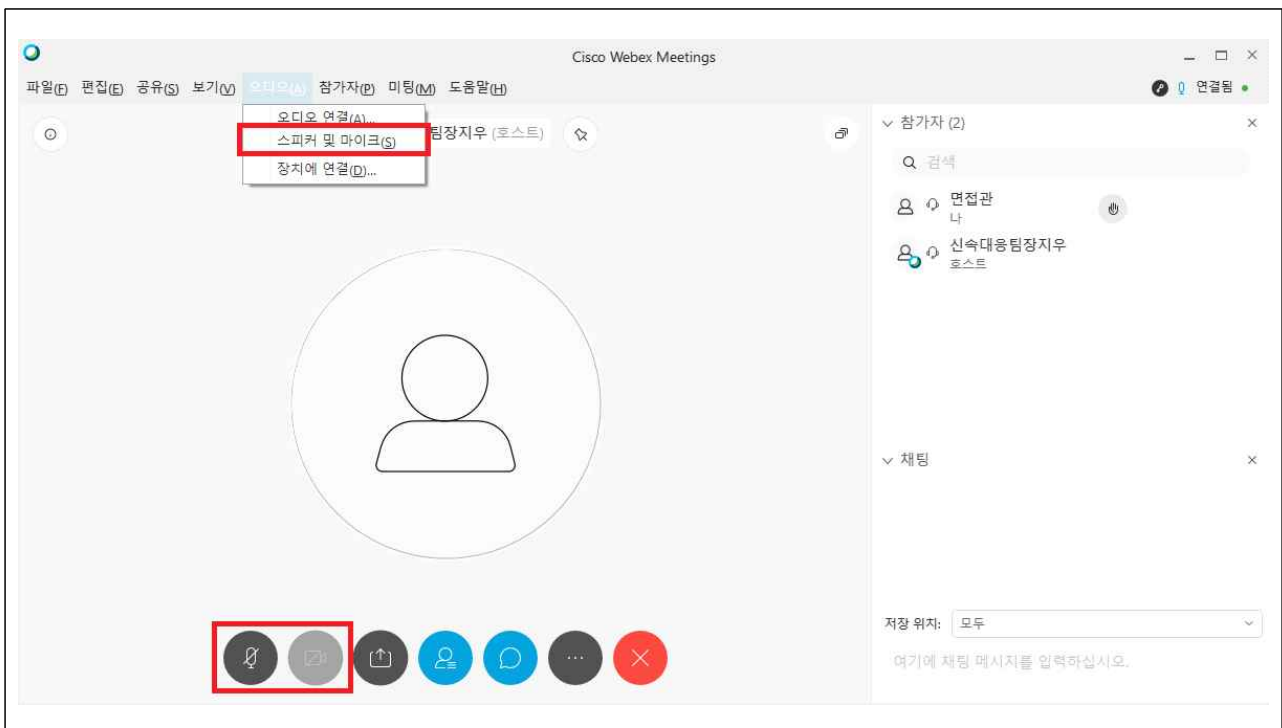 Cisco Webex Meetings
파일(F) 편집(E) 공유(S) 보기(V) 오디오(A) 참가자(P) 미팅(M) 도움말(H)
연결됨
오디오 연결(A)...
스피커 및 마이크(S)
장치에 연결(D)...
팀장지우 (호스트)
참가자 (2)
검색
면접관
나
신속대응팀장지우
호스트
채팅
저장 위치: 모두
여기에 채팅 메시지를 입력하십시오.